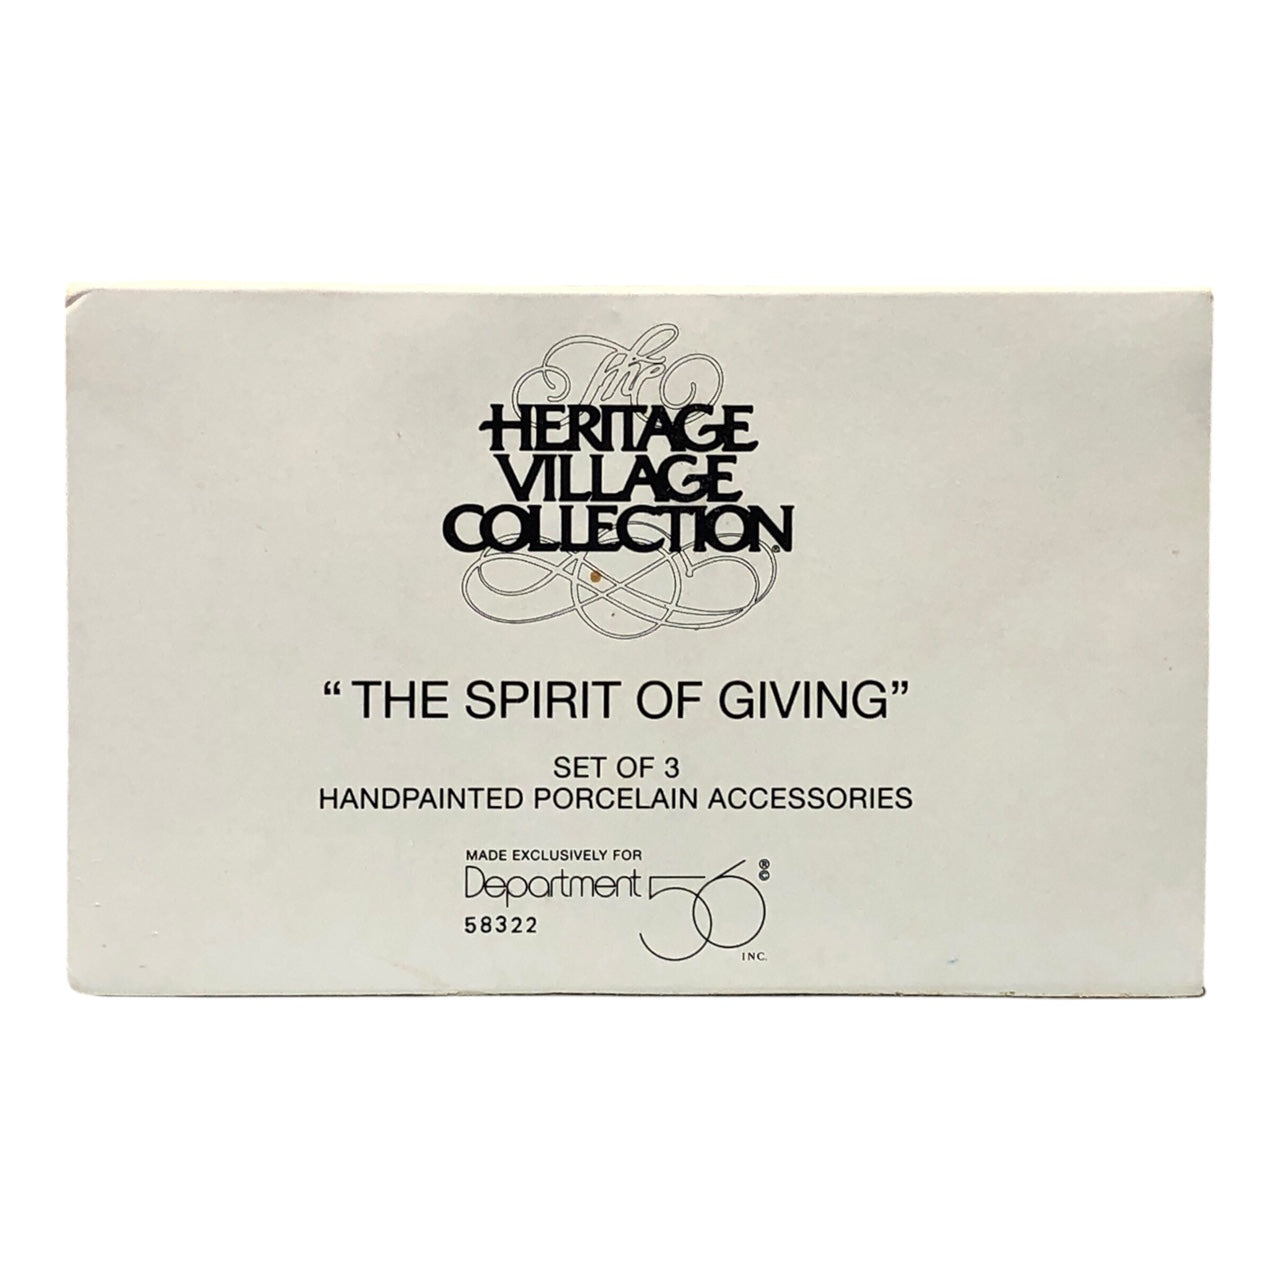 The
HERITAGE
VILLAGE
COLLECTION®
“THE SPIRIT OF GIVING”
SET OF 3
HANDPAINTED PORCELAIN ACCESSORIES
MADE EXCLUSIVELY FOR
Department 56 ®©
58322
INC.